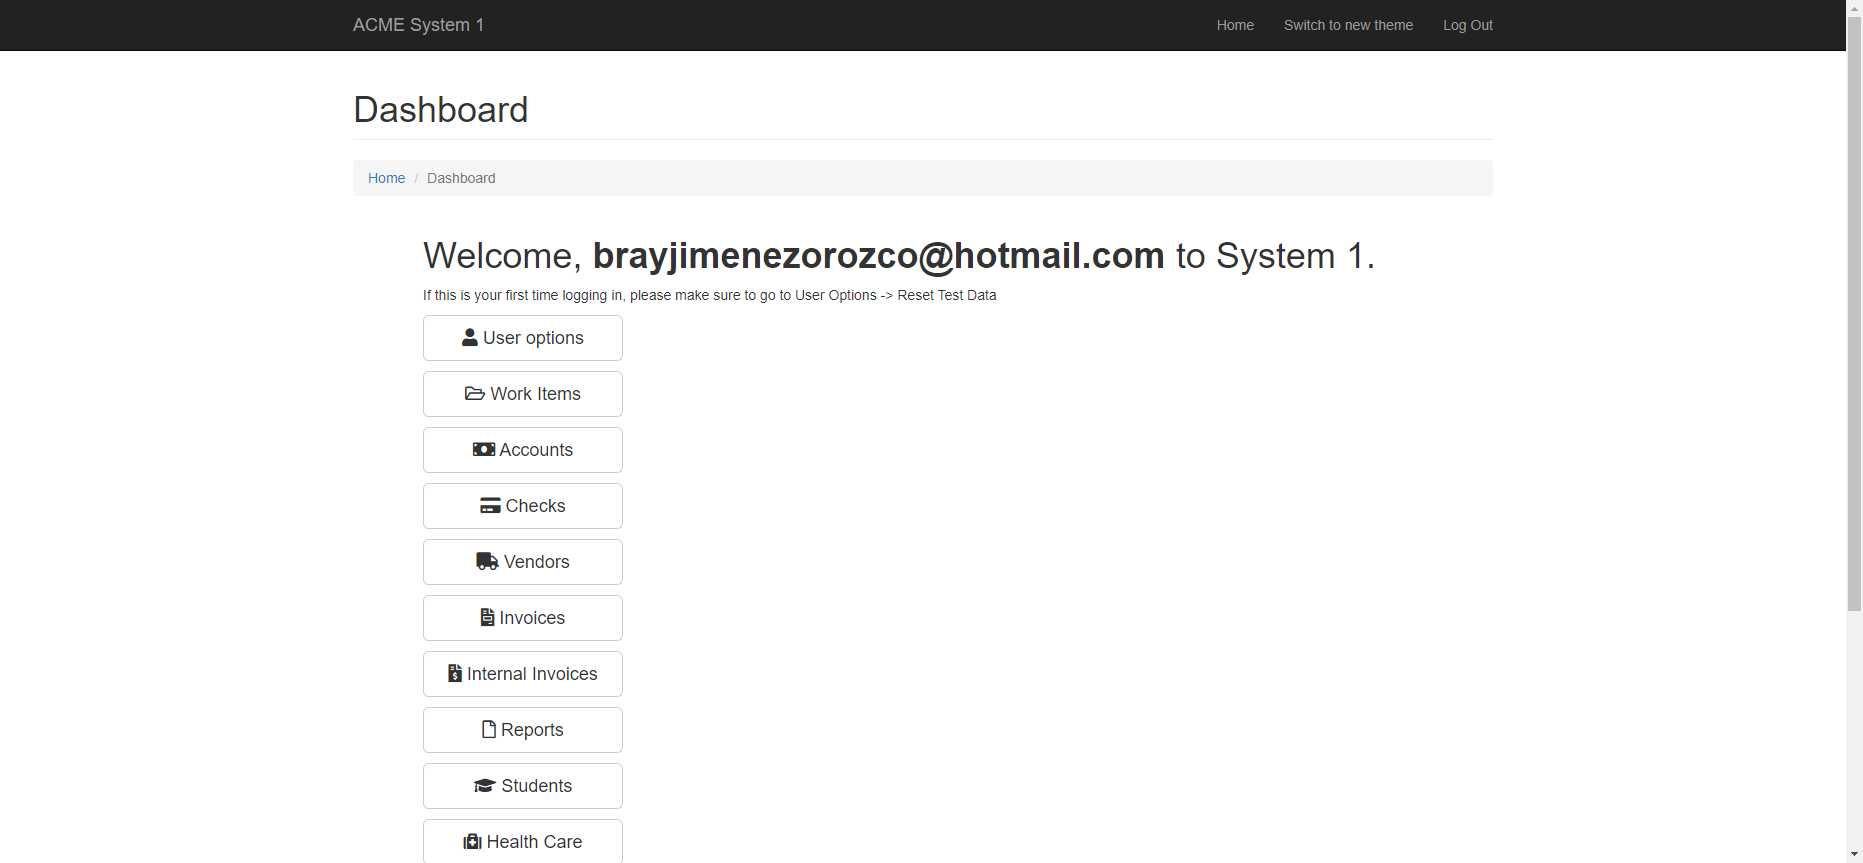 ACME System 1
Home
Switch to new theme
Log Out
Dashboard
Home / Dashboard
Welcome, brayjimenezorozco@hotmail.com to System 1.
If this is your first time logging in, please make sure to go to User Options -> Reset Test Data
User options
Work Items
Accounts
Checks
Vendors
Invoices
Internal Invoices
Reports
Students
Health Care